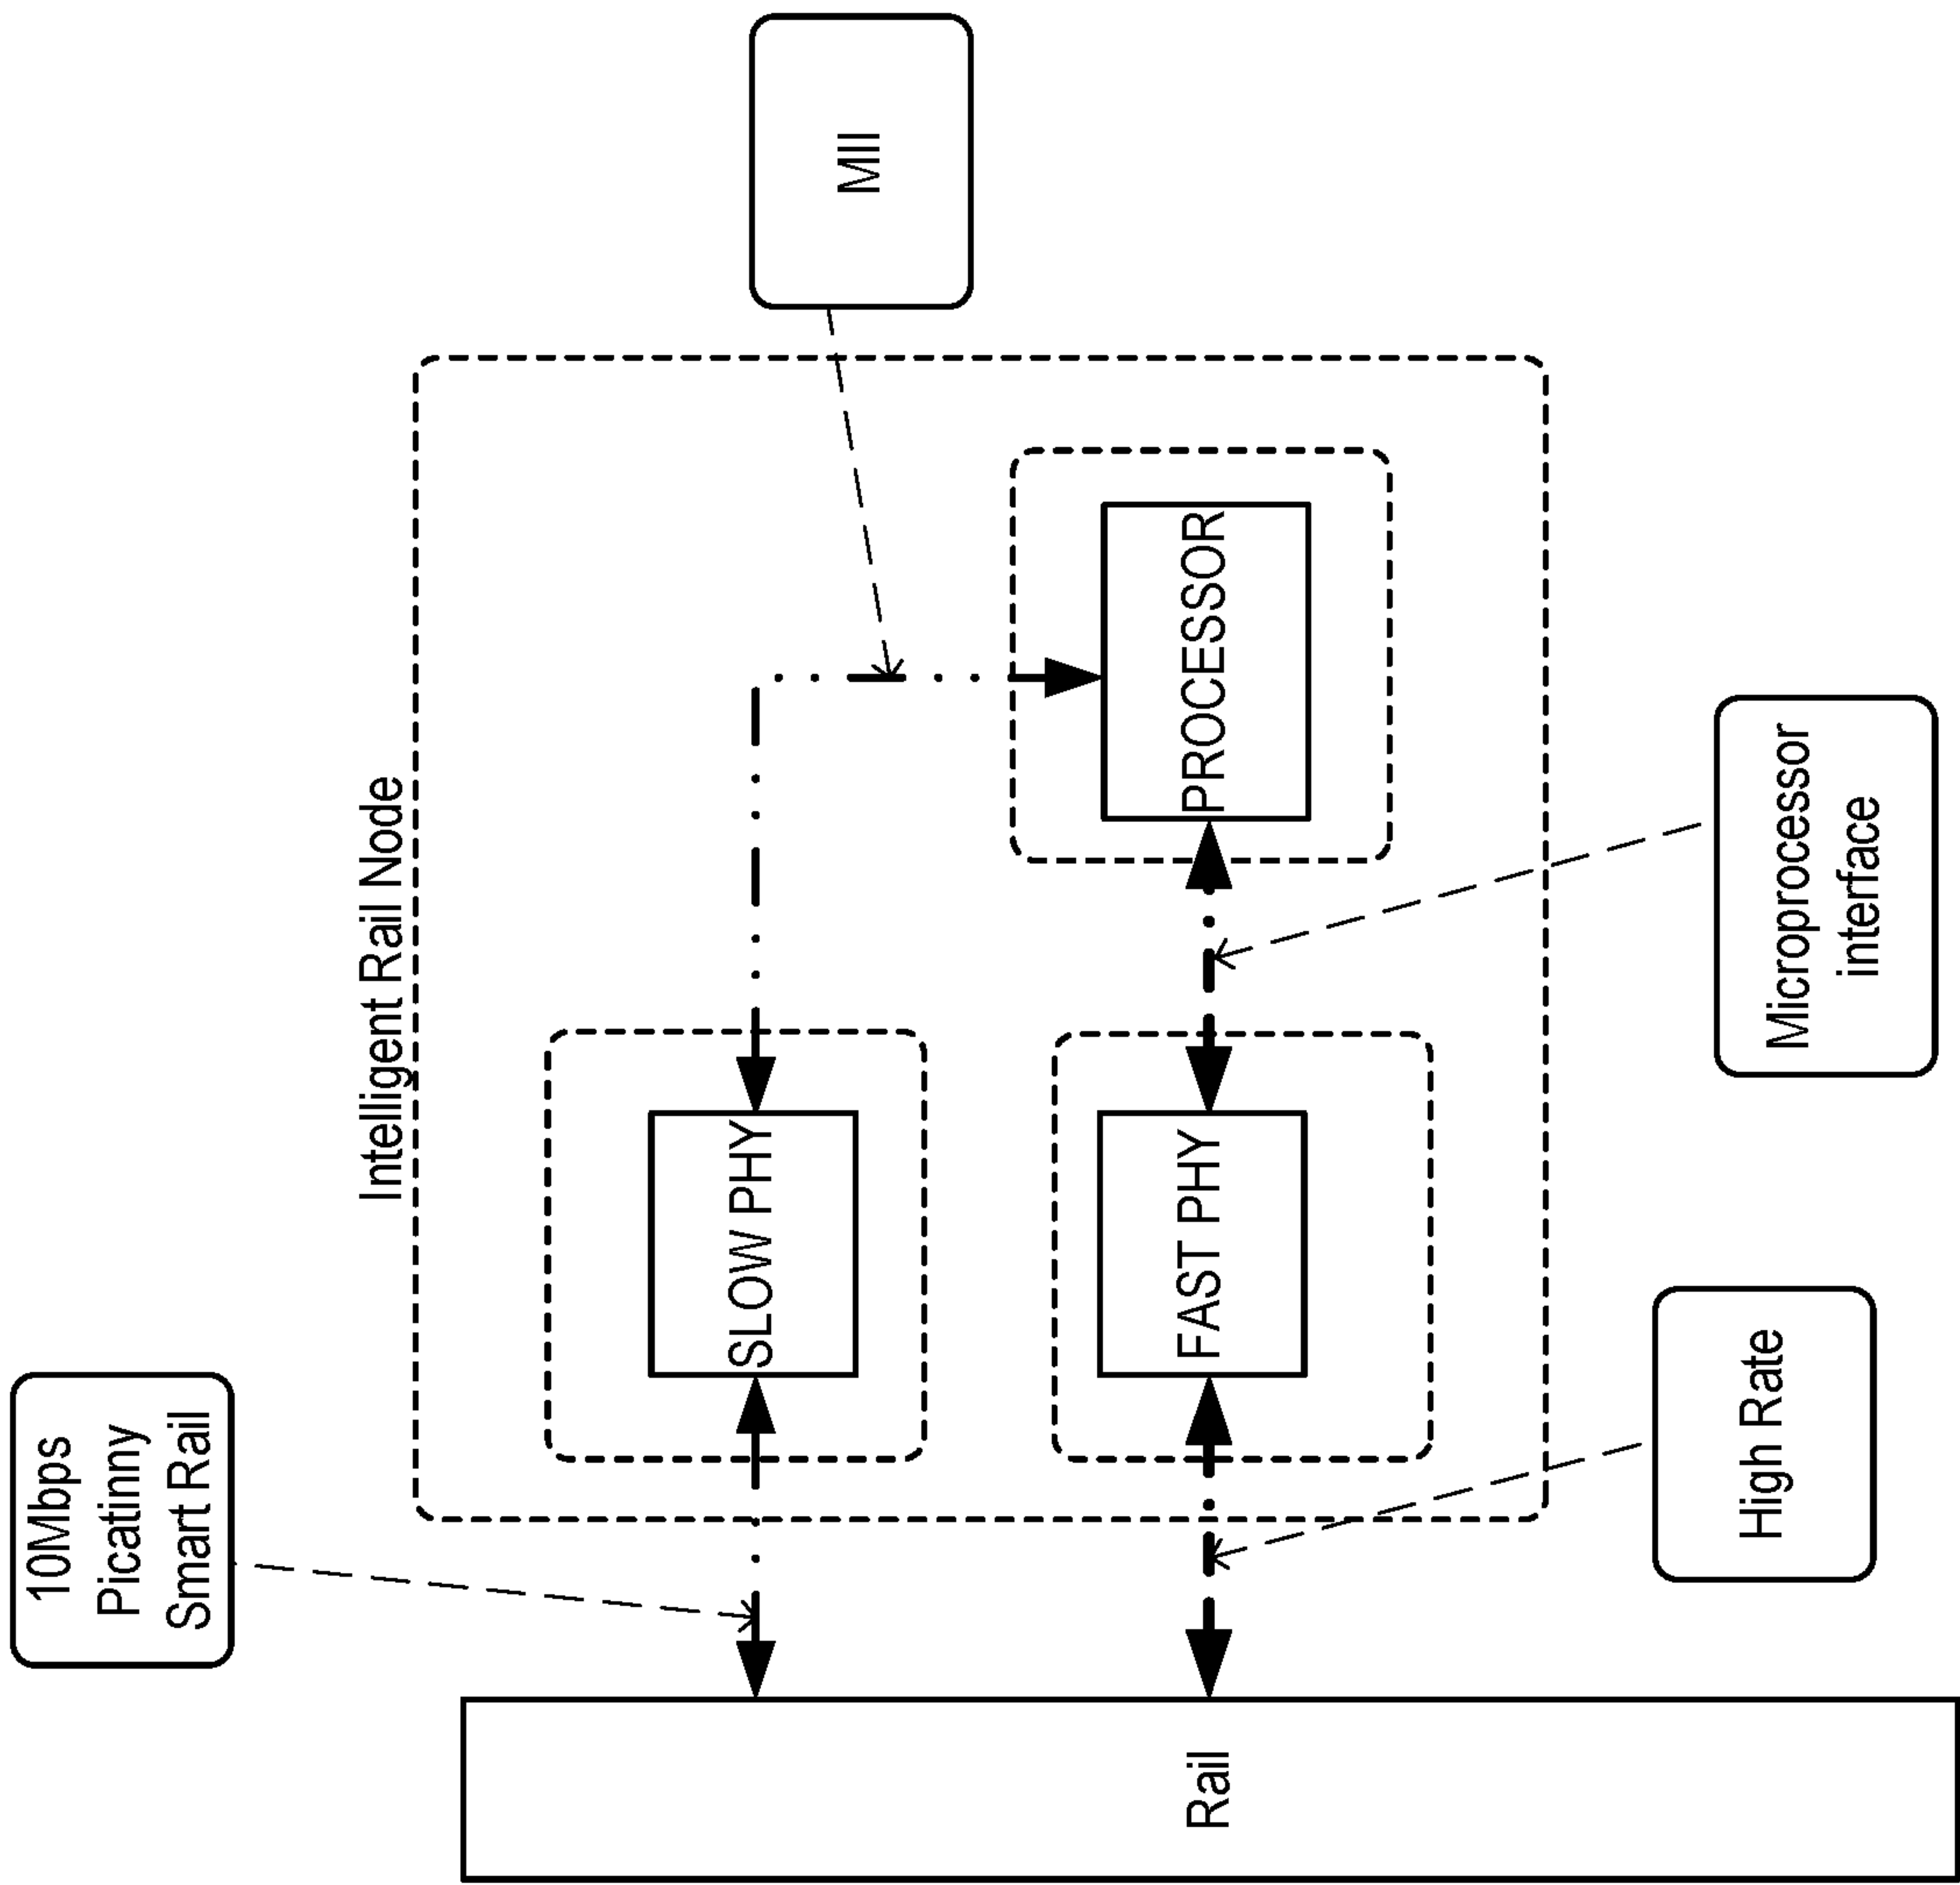 10Mbps
Picatinny
Smart Rail
Intelligent Rail Node
MII
SLOW PHY
PROCESSOR
FAST PHY
Rail
High Rate
Microprocessor
interface